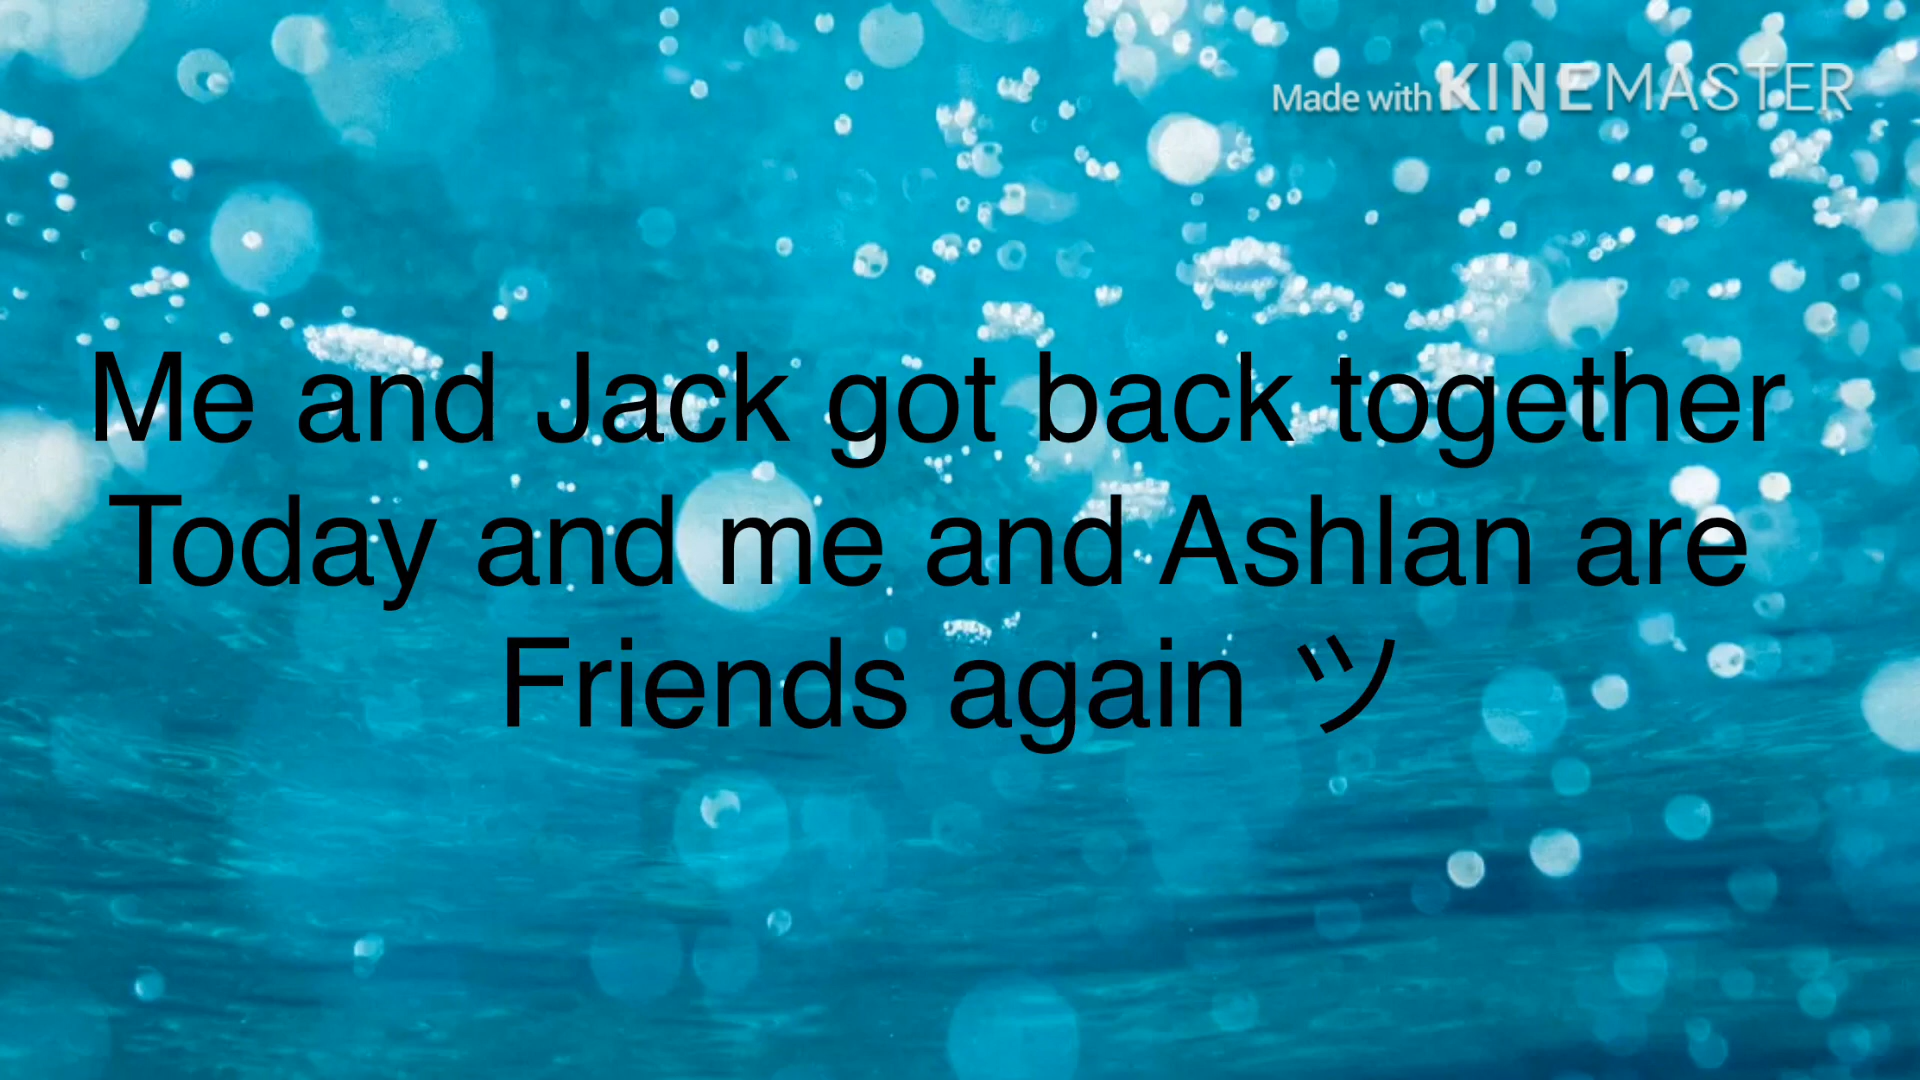 Made with KINEMASTER
Me and Jack got back together
Today and me and Ashlan are
Friends again ツ